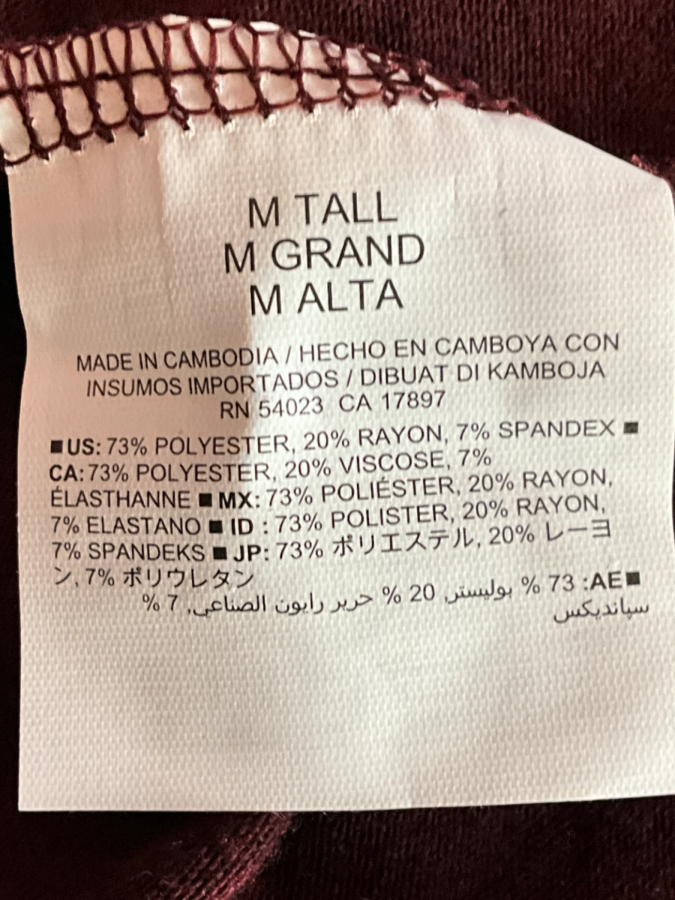 M TALL
M GRAND
M ALTA
MADE IN CAMBODIA / HECHO EN CAMBOYA CON
INSUMOS IMPORTADOS / DIBUAT DI KAMBOJA
RN 54023 CA 17897
■US: 73% POLYESTER, 20% RAYON, 7% SPANDEX ■
CA: 73% POLYESTER, 20% VISCOSE, 7%
ÉLASTHANNE ■ MX: 73% POLIÉSTER, 20% RAYON,
7% ELASTANO ■ ID : 73% POLISTER, 20% RAYON,
7% SPANDEKS ■ JP: 73% ポリエステル, 20% レーヨ
ン, 7% ポリウレタン
■AE: 73 % بوليستر, 20 % حرير رايون الصناعي, 7 %
سباندیكس